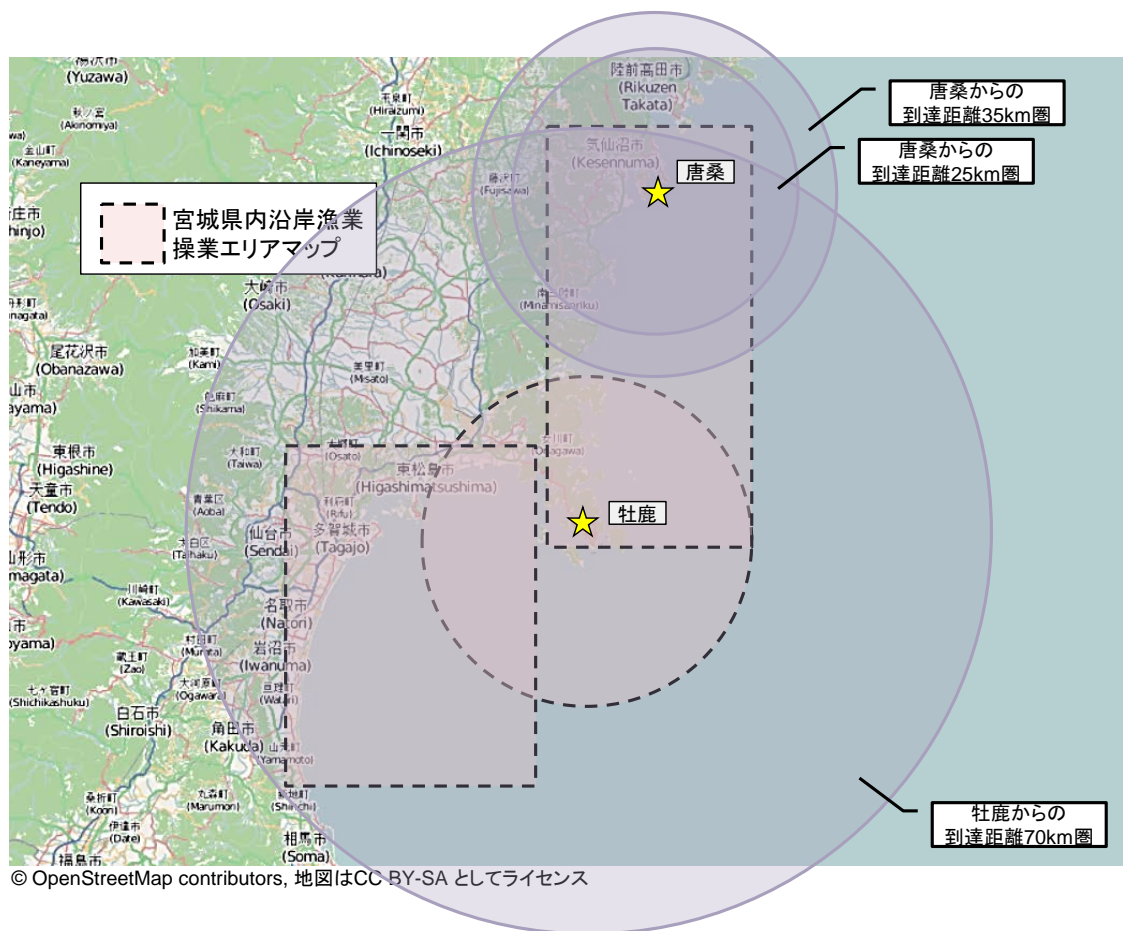 湯沢市
(Yuzawa)
秋ノ宮
(Akinomiya)
金山町
(Kaneyama)
平泉町
(Hiraizumi)
一関市
(Ichinoseki)
陸前高田市
(Rikuzen
Takata)
唐桑からの
到達距離35km圏
唐桑からの
到達距離25km圏
気仙沼市
(Kesennuma)
唐桑
藤沢町
(Fujisawa)
宮城県内沿岸漁業
操業エリアマップ
大崎市
(Osaki)
南三陸町
(Minamisanriku)
尾花沢市
(Obanazawa)
加美町
(Kami)
美里町
(Misato)
色麻町
(Shikama)
東根市
(Higashine)
天童市
(Tendo)
大和町
(Taiwa)
大郷町
(Osato)
東松島市
(Higashimatsushima)
女川町
(Onagawa)
青葉区
(Aoba)
利府町
(Rifu)
多賀城市
(Tagajo)
仙台市
(Sendai)
太白区
(Taihaku)
牡鹿
川崎町
(Kawasaki)
名取市
(Natori)
村田町
(Murata)
岩沼市
(Iwanuma)
蔵王町
(Zao)
大河原町
(Ogawara)
亘理町
(Watari)
七ヶ宿町
(Shichikashuku)
白石市
(Shiroishi)
角田市
(Kakuda)
山元町
(Yamamoto)
桑折町
(Koori)
丸森町
(Marumori)
新地町
(Shinchi)
伊達市
(Date)
相馬市
(Soma)
福島市
牡鹿からの
到達距離70km圏
© OpenStreetMap contributors, 地図はCC BY-SA としてライセンス